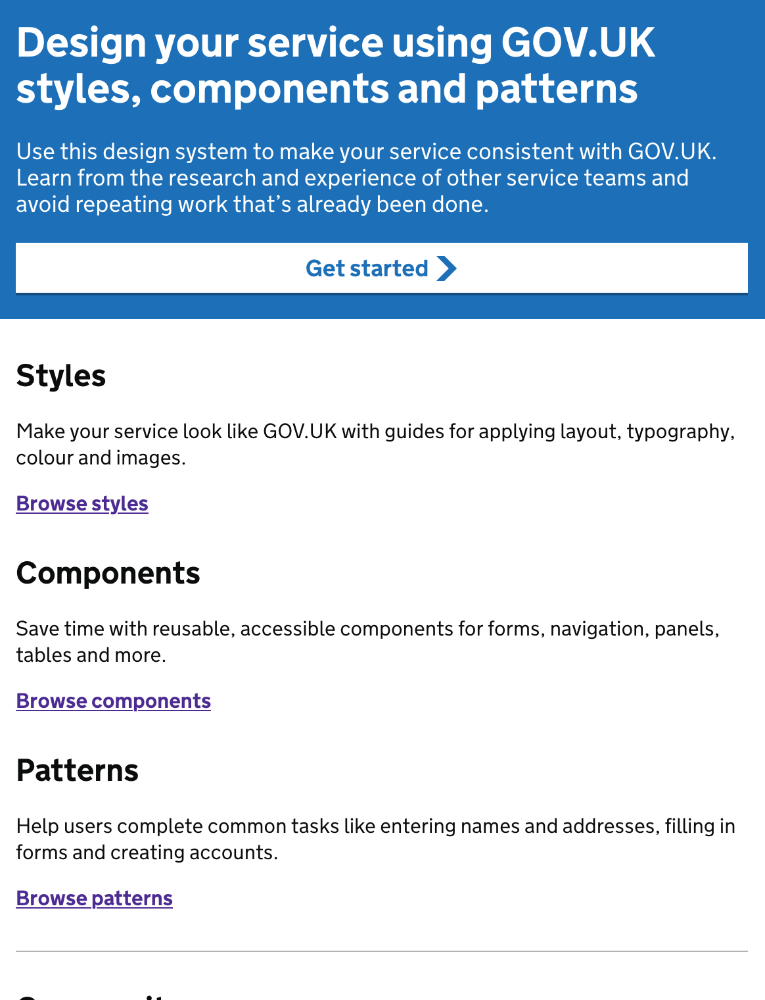 Design your service using GOV.UK
styles, components and patterns
Use this design system to make your service consistent with GOV.UK.
Learn from the research and experience of other service teams and
avoid repeating work that’s already been done.
Get started
Styles
Make your service look like GOV.UK with guides for applying layout, typography,
colour and images.
Browse styles
Components
Save time with reusable, accessible components for forms, navigation, panels,
tables and more.
Browse components
Patterns
Help users complete common tasks like entering names and addresses, filling in
forms and creating accounts.
Browse patterns